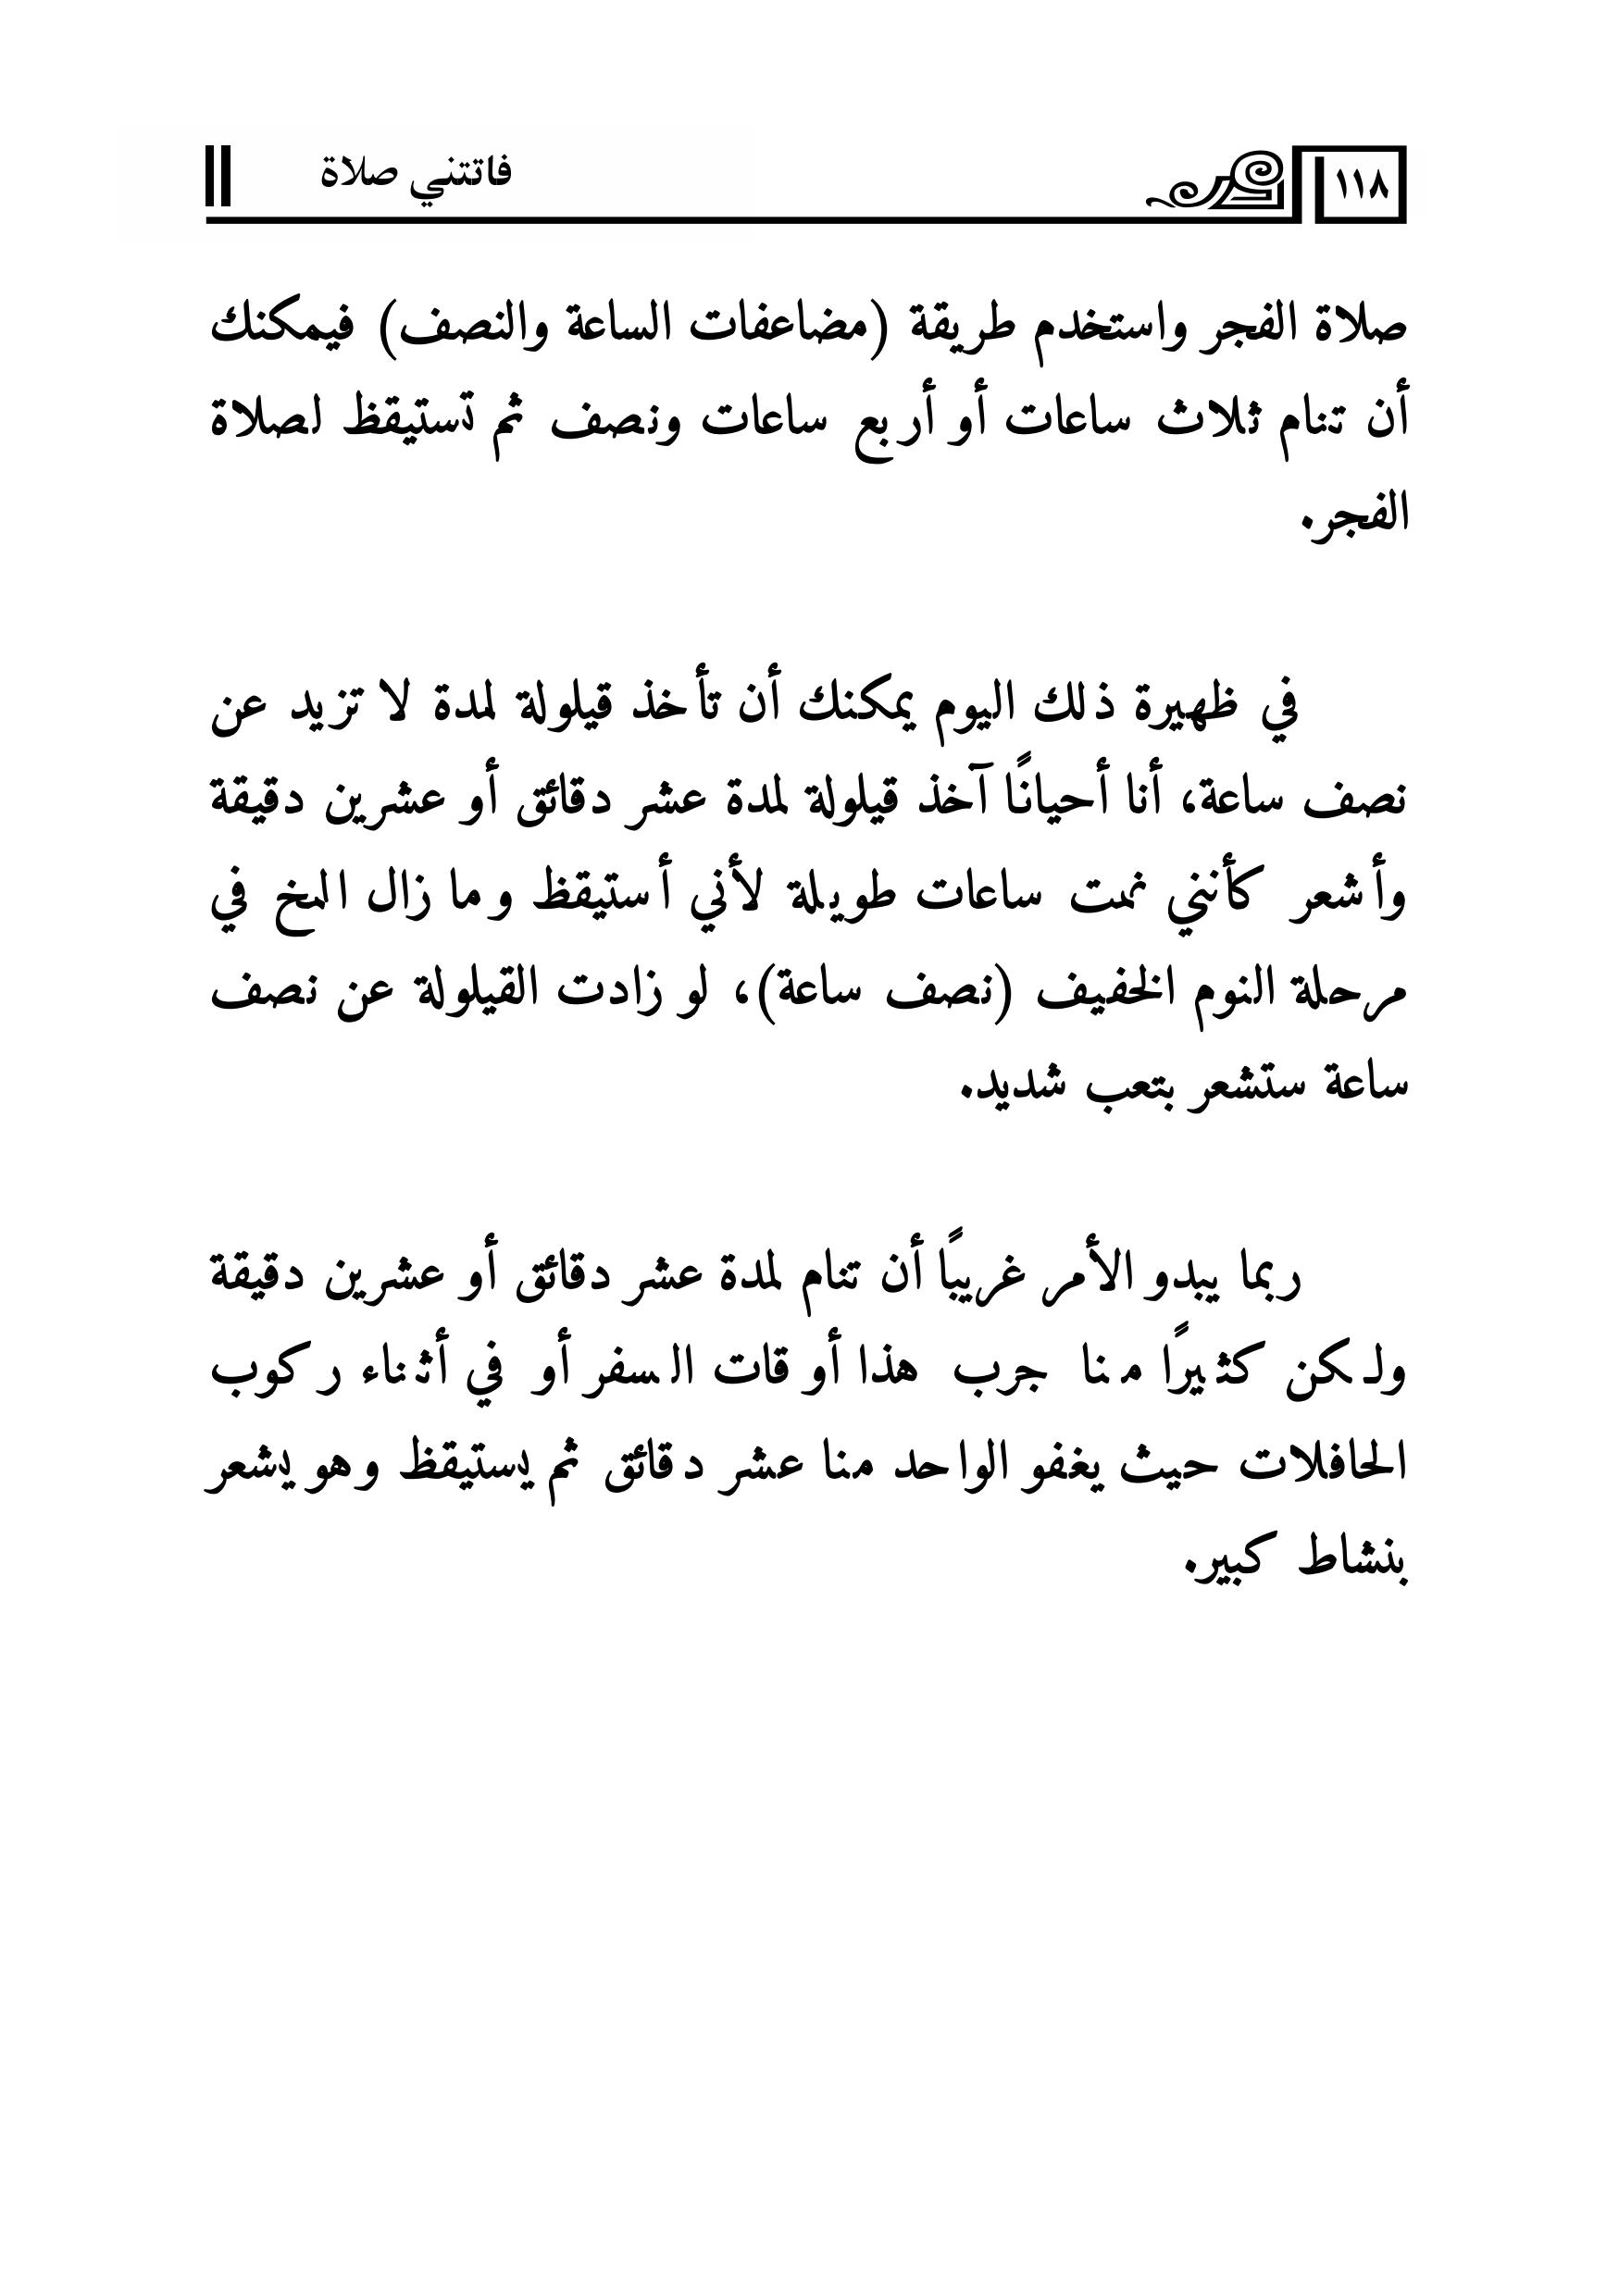 ١١٨
فاتتني صلاة
صلاة الفجر واستخدم طريقة (مضاعفات الساعة والنصف) فيمكنك
أن تنام ثلاث ساعات أو أربع ساعات ونصف ثم تستيقظ لصلاة
الفجر.
في ظهيرة ذلك اليوم يمكنك أن تأخذ قيلولة لمدة لا تزيد عن
نصف ساعة، أنا أحيانًا آخذ قيلولة لمدة عشر دقائق أو عشرين دقيقة
وأشعر كأنني نمت ساعات طويلة لأني أستيقظ وما زال المخ في
مرحلة النوم الخفيف (نصف ساعة)، لو زادت القيلولة عن نصف
ساعة ستشعر بتعب شديد.
ربما يبدو الأمر غريبًا أن تنام لمدة عشر دقائق أو عشرين دقيقة
ولكن كثيرًا منا جرب هذا أوقات السفر أو في أثناء ركوب
الحافلات حيث يغفو الواحد منا عشر دقائق ثم يستيقظ وهو يشعر
بنشاط كبير.